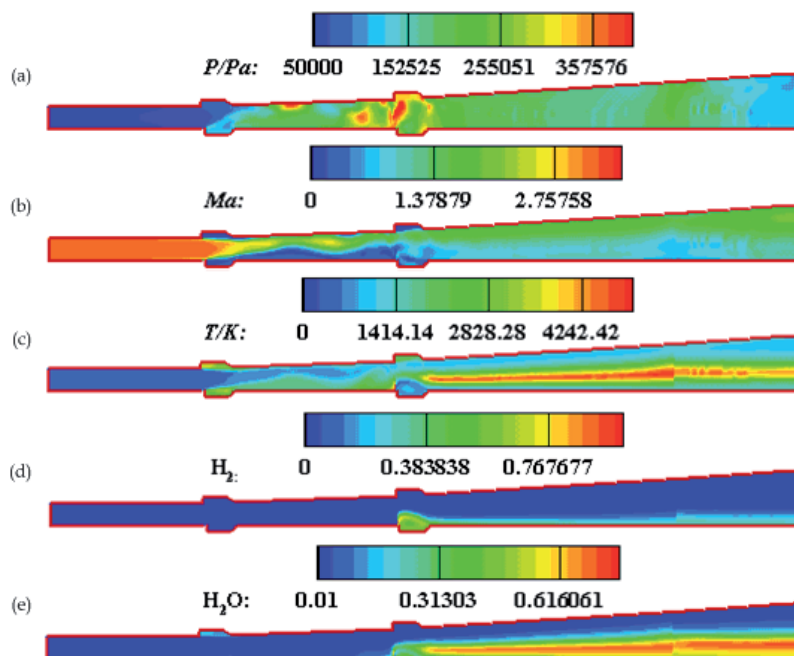 (a)
P/Pa: 50000 152525 255051 357576
(b)
Ma: 0 1.37879 2.75758
(c)
T/K: 0 1414.14 2828.28 4242.42
(d)
H2: 0 0.383838 0.767677
(e)
H2O: 0.01 0.31303 0.616061